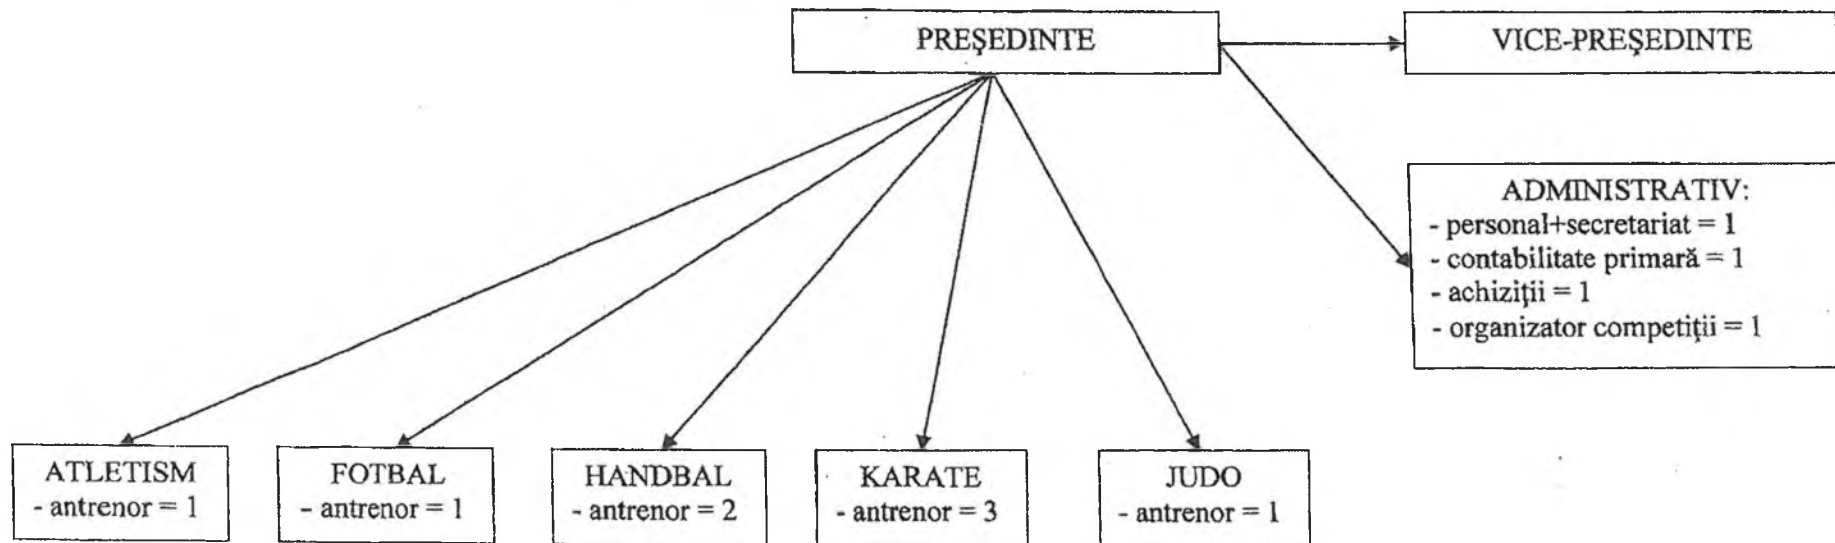 PREŞEDINTE
VICE-PREŞEDINTE
ADMINISTRATIV:
- personal+secretariat = 1
- contabilitate primară = 1
- achiziţii = 1
- organizator competiţii = 1
ATLETISM
- antrenor = 1
FOTBAL
- antrenor = 1
HANDBAL
- antrenor = 2
KARATE
- antrenor = 3
JUDO
- antrenor = 1